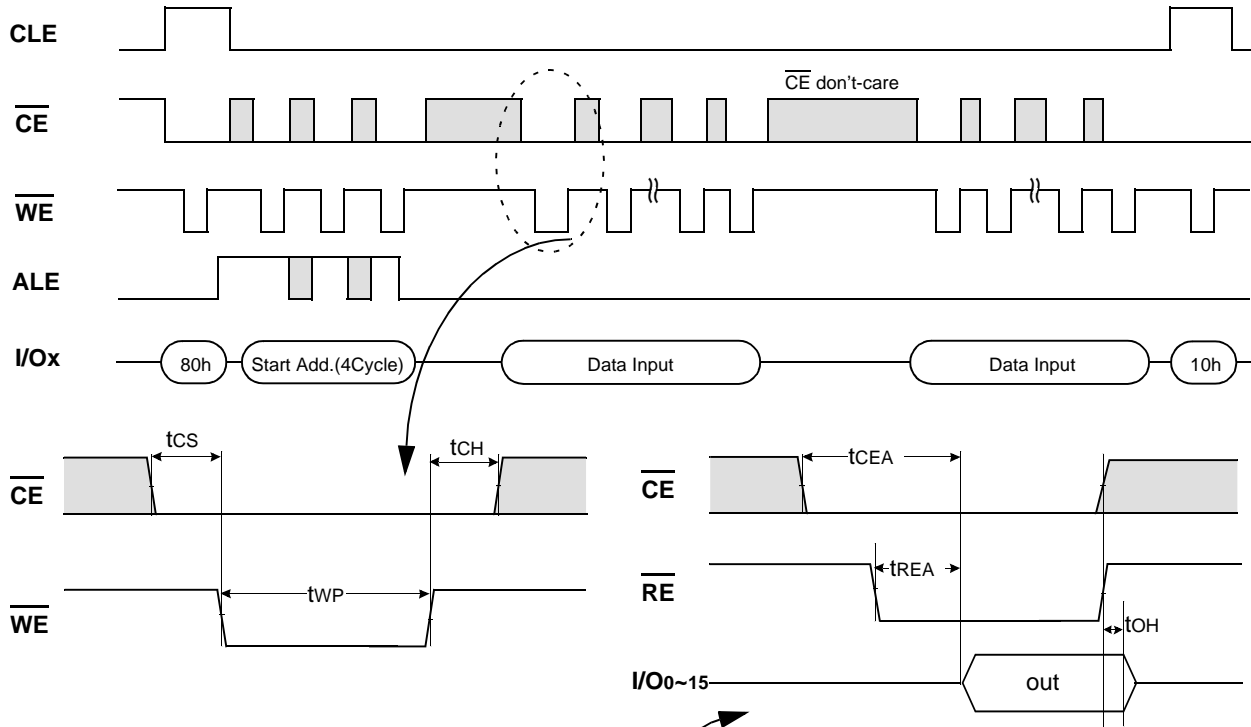 CLE
CE
CE don't-care
WE
ALE
I/Ox
80h
Start Add.(4Cycle)
Data Input
Data Input
10h
CE
tCS
tCH
WE
tWP
CE
tCEA
RE
tREA
tOH
I/O0~15
out